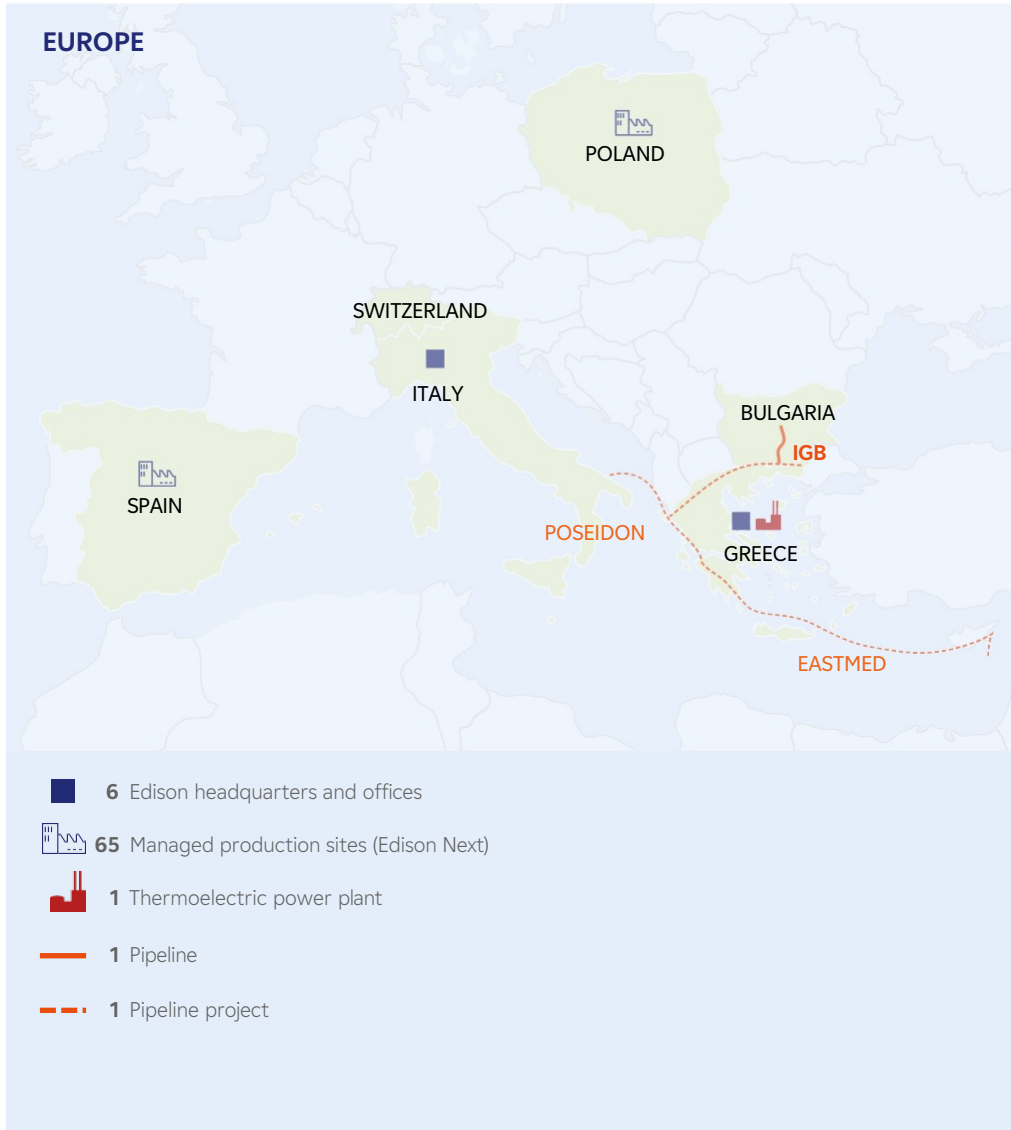 EUROPE
POLAND
SWITZERLAND
ITALY
BULGARIA
IGB
SPAIN
POSEIDON
GREECE
EASTMED
6 Edison headquarters and offices
65 Managed production sites (Edison Next)
1 Thermoelectric power plant
1 Pipeline
1 Pipeline project